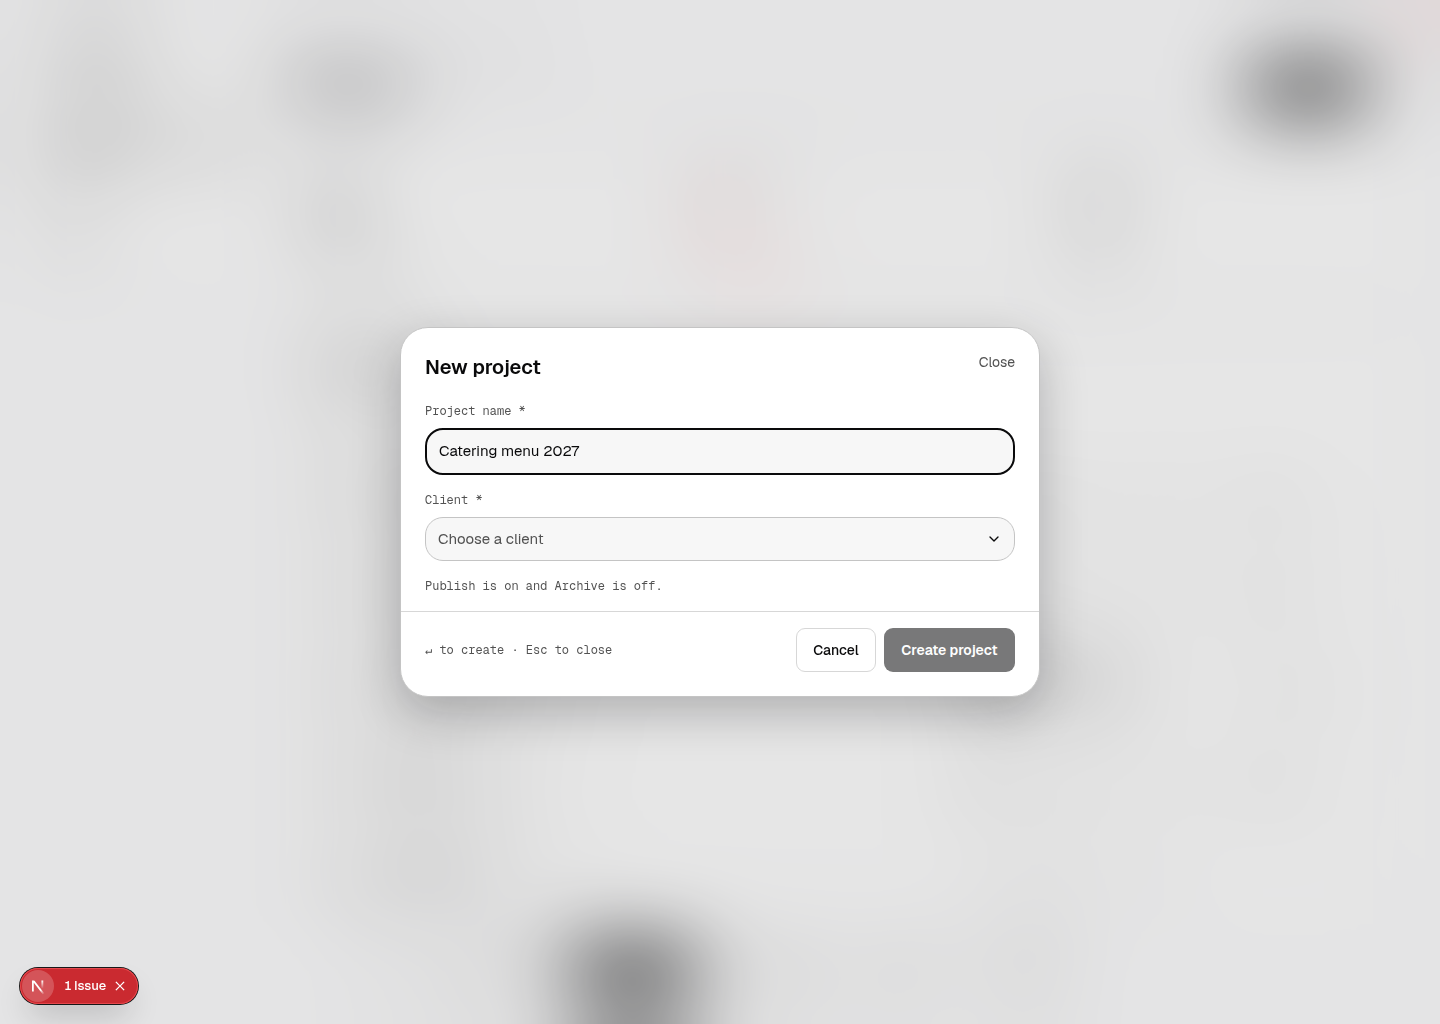 New project
Close
Project name *
Catering menu 2027
Client *
Choose a client
Publish is on and Archive is off.
↵ to create · Esc to close
Cancel
Create project
N
1 Issue